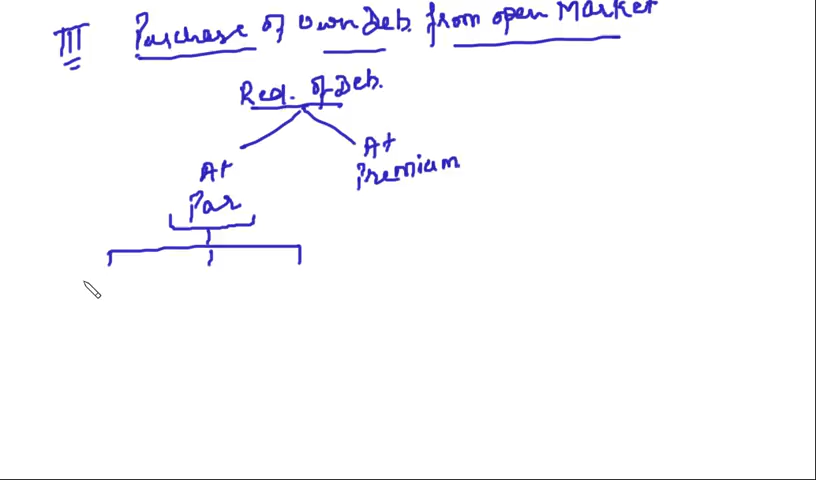 III Purchase of Own Deb. from open Market
Red. of Deb.
At
Premium
At
Par